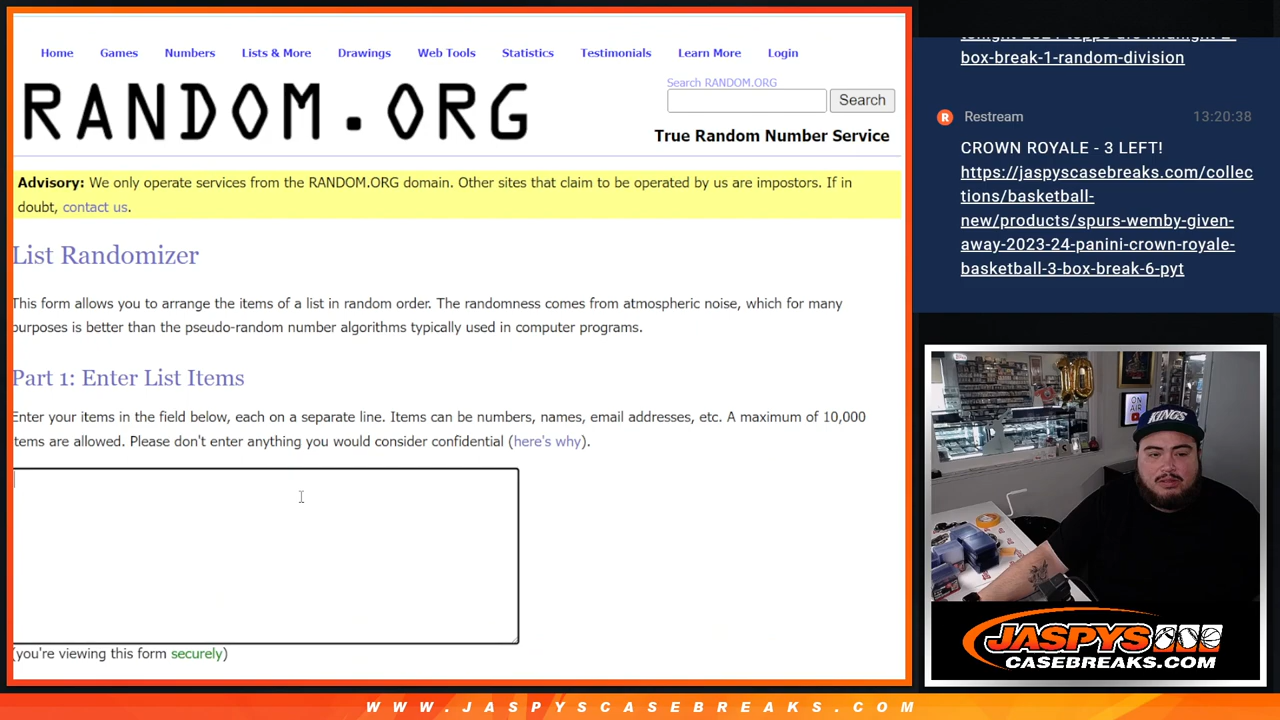 Home Games Numbers Lists & More Drawings Web Tools Statistics Testimonials Learn More Login
RANDOM.ORG
Search RANDOM.ORG
Search
True Random Number Service
Advisory: We only operate services from the RANDOM.ORG domain. Other sites that claim to be operated by us are impostors. If in
doubt, contact us.
List Randomizer
This form allows you to arrange the items of a list in random order. The randomness comes from atmospheric noise, which for many
purposes is better than the pseudo-random number algorithms typically used in computer programs.
Part 1: Enter List Items
Enter your items in the field below, each on a separate line. Items can be numbers, names, email addresses, etc. A maximum of 10,000
items are allowed. Please don't enter anything you would consider confidential (here's why).
(you're viewing this form securely)
box-break-1-random-division
R Restream 13:20:38
CROWN ROYALE - 3 LEFT!
https://jaspyscasebreaks.com/collec
tions/basketball-
new/products/spurs-wemby-given-
away-2023-24-panini-crown-royale-
basketball-3-box-break-6-pyt
10
ON
AIR
KINGS
JASPYS
CASEBREAKS.COM
WWW.JASPYSCASEBREAKS.COM